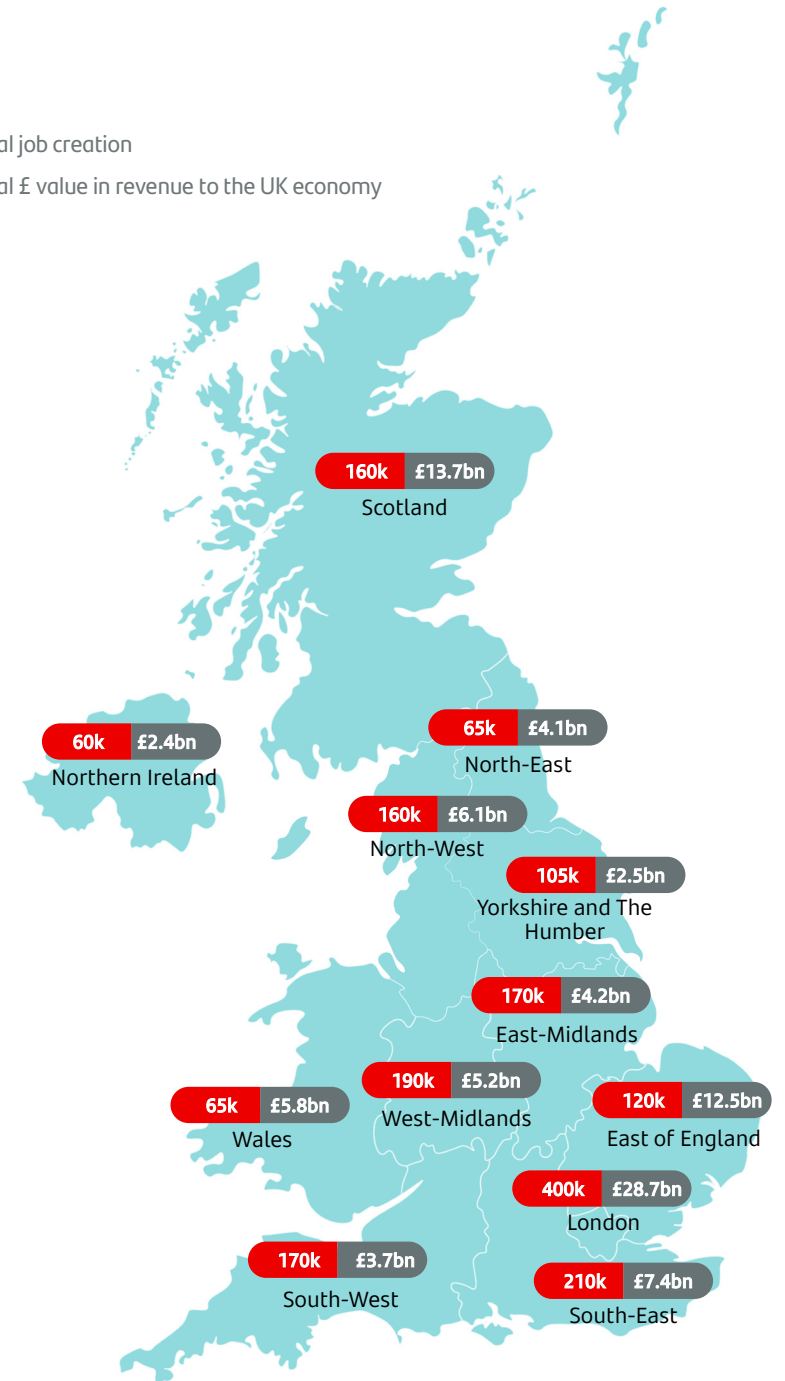 job creation
£ value in revenue to the UK economy
160k £13.7bn
Scotland
60k £2.4bn
Northern Ireland
65k £4.1bn
North-East
160k £6.1bn
North-West
105k £2.5bn
Yorkshire and The
Humber
170k £4.2bn
East-Midlands
190k £5.2bn
West-Midlands
65k £5.8bn
Wales
120k £12.5bn
East of England
400k £28.7bn
London
170k £3.7bn
South-West
210k £7.4bn
South-East